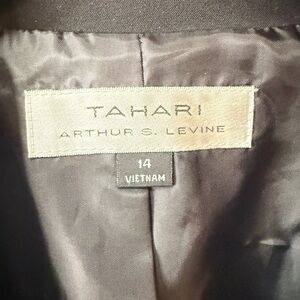 TAHARI
ARTHUR S. LEVINE
14
VIETNAM